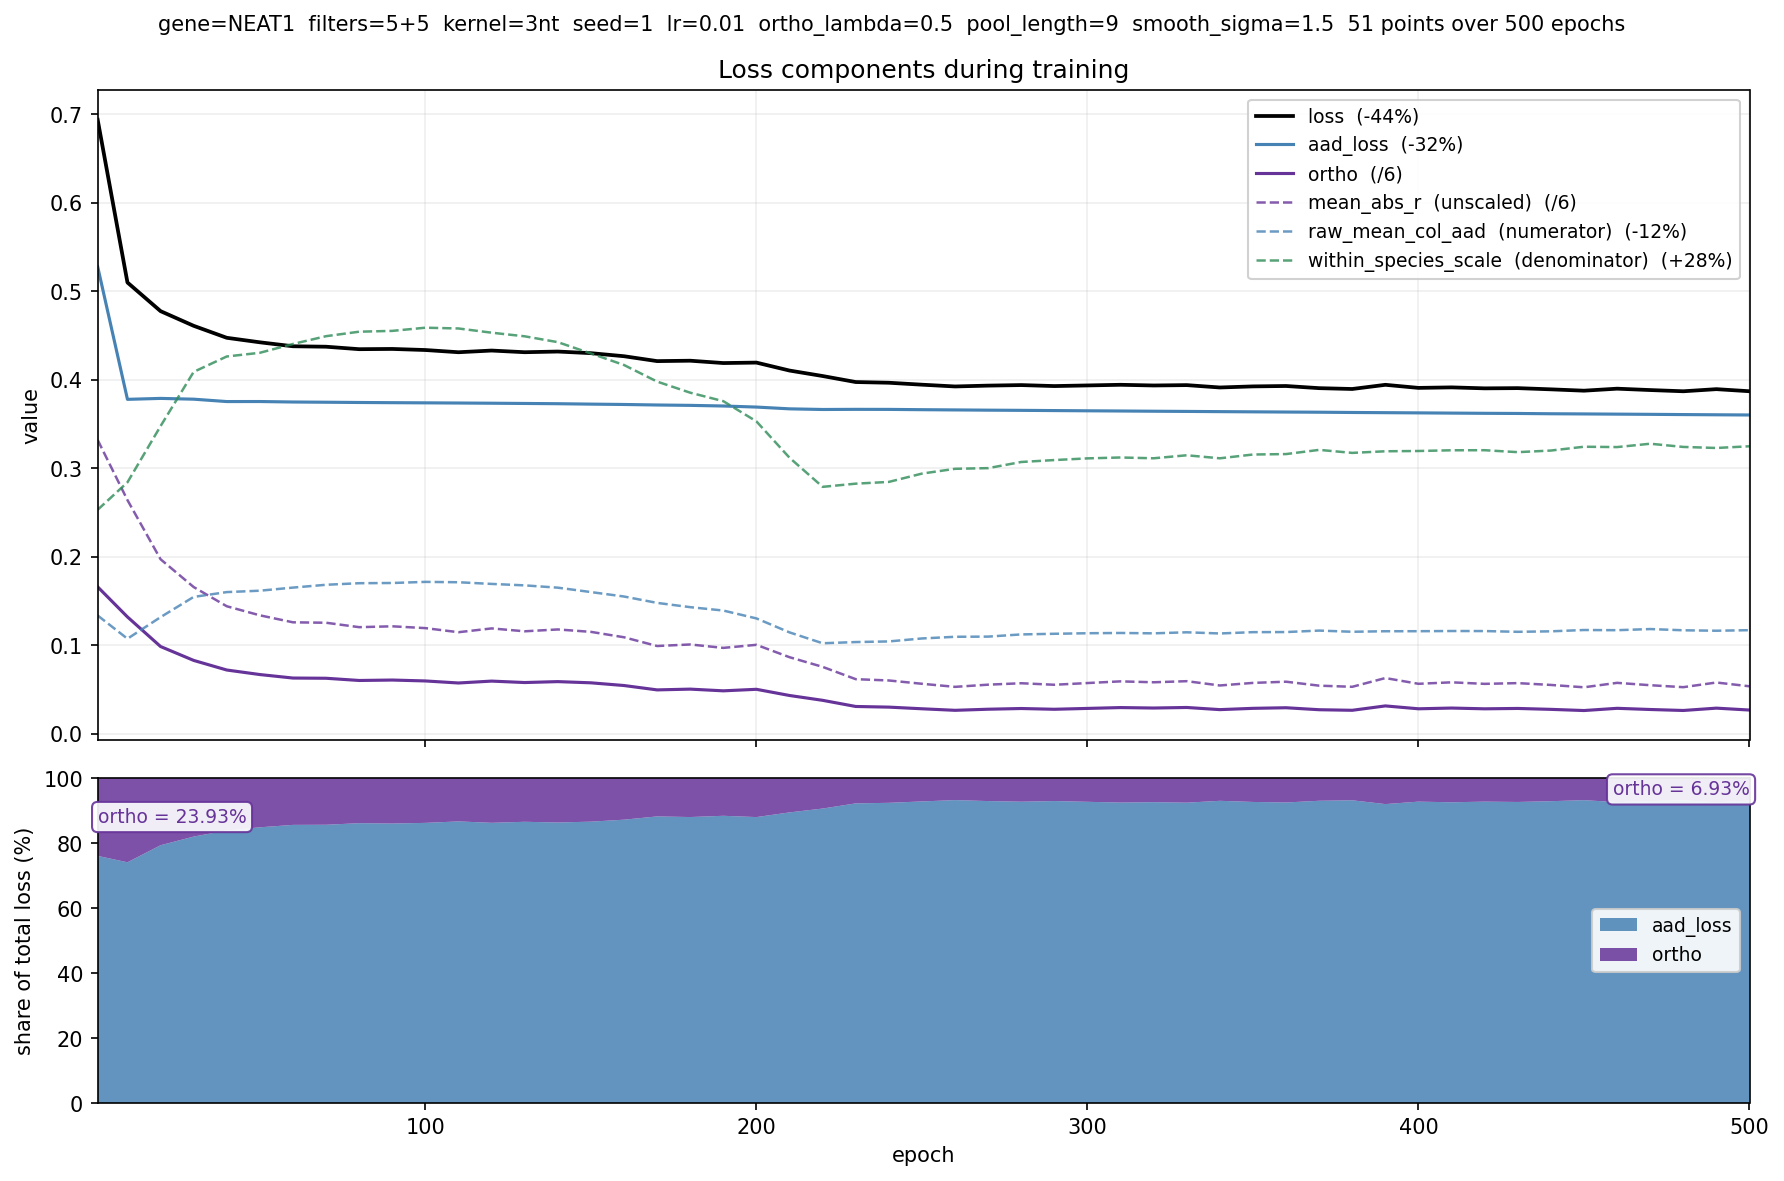 gene=NEAT1  filters=5+5  kernel=3nt  seed=1  lr=0.01  ortho_lambda=0.5  pool_length=9  smooth_sigma=1.5  51 points over 500 epochs
Loss components during training
loss  (-44%)
aad_loss  (-32%)
ortho  (/6)
mean_abs_r  (unscaled)  (/6)
raw_mean_col_aad  (numerator)  (-12%)
within_species_scale  (denominator)  (+28%)
0.7
0.6
0.5
0.4
0.3
0.2
0.1
0.0
value
100
80
60
40
20
0
share of total loss (%)
ortho = 23.93%
ortho = 6.93%
aad_loss
ortho
100
200
300
400
500
epoch